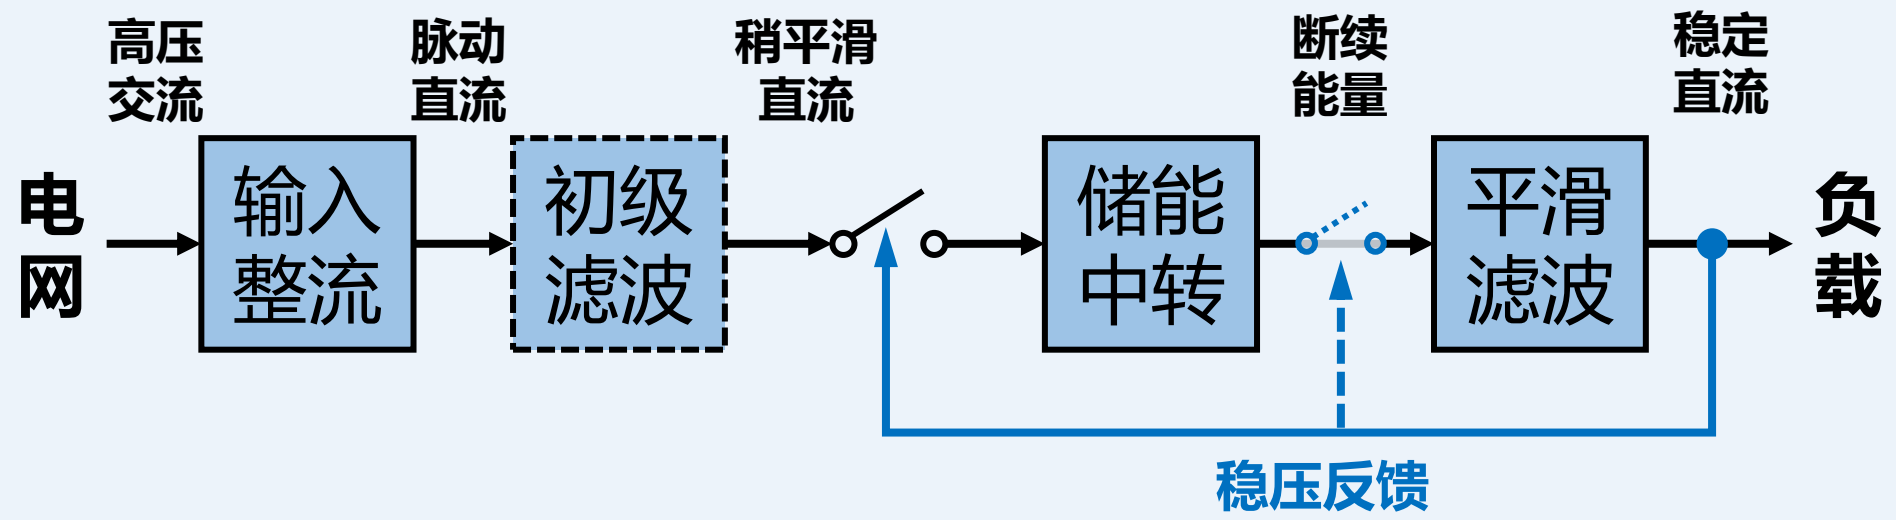 高压
交流
脉动
直流
稍平滑
直流
断续
能量
稳定
直流
电
网
输入
整流
初级
滤波
储能
中转
平滑
滤波
负
载
稳压反馈